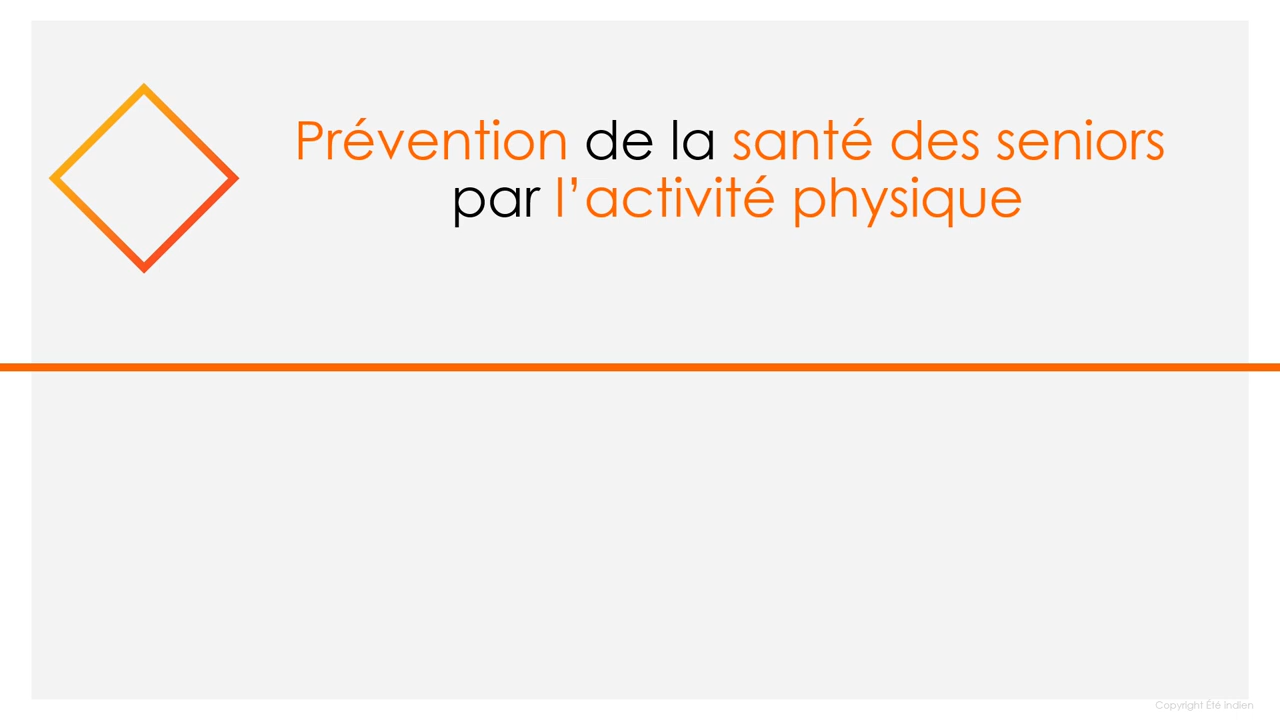 Prévention de la santé des seniors
par l’activité physique
Copyright Été indien